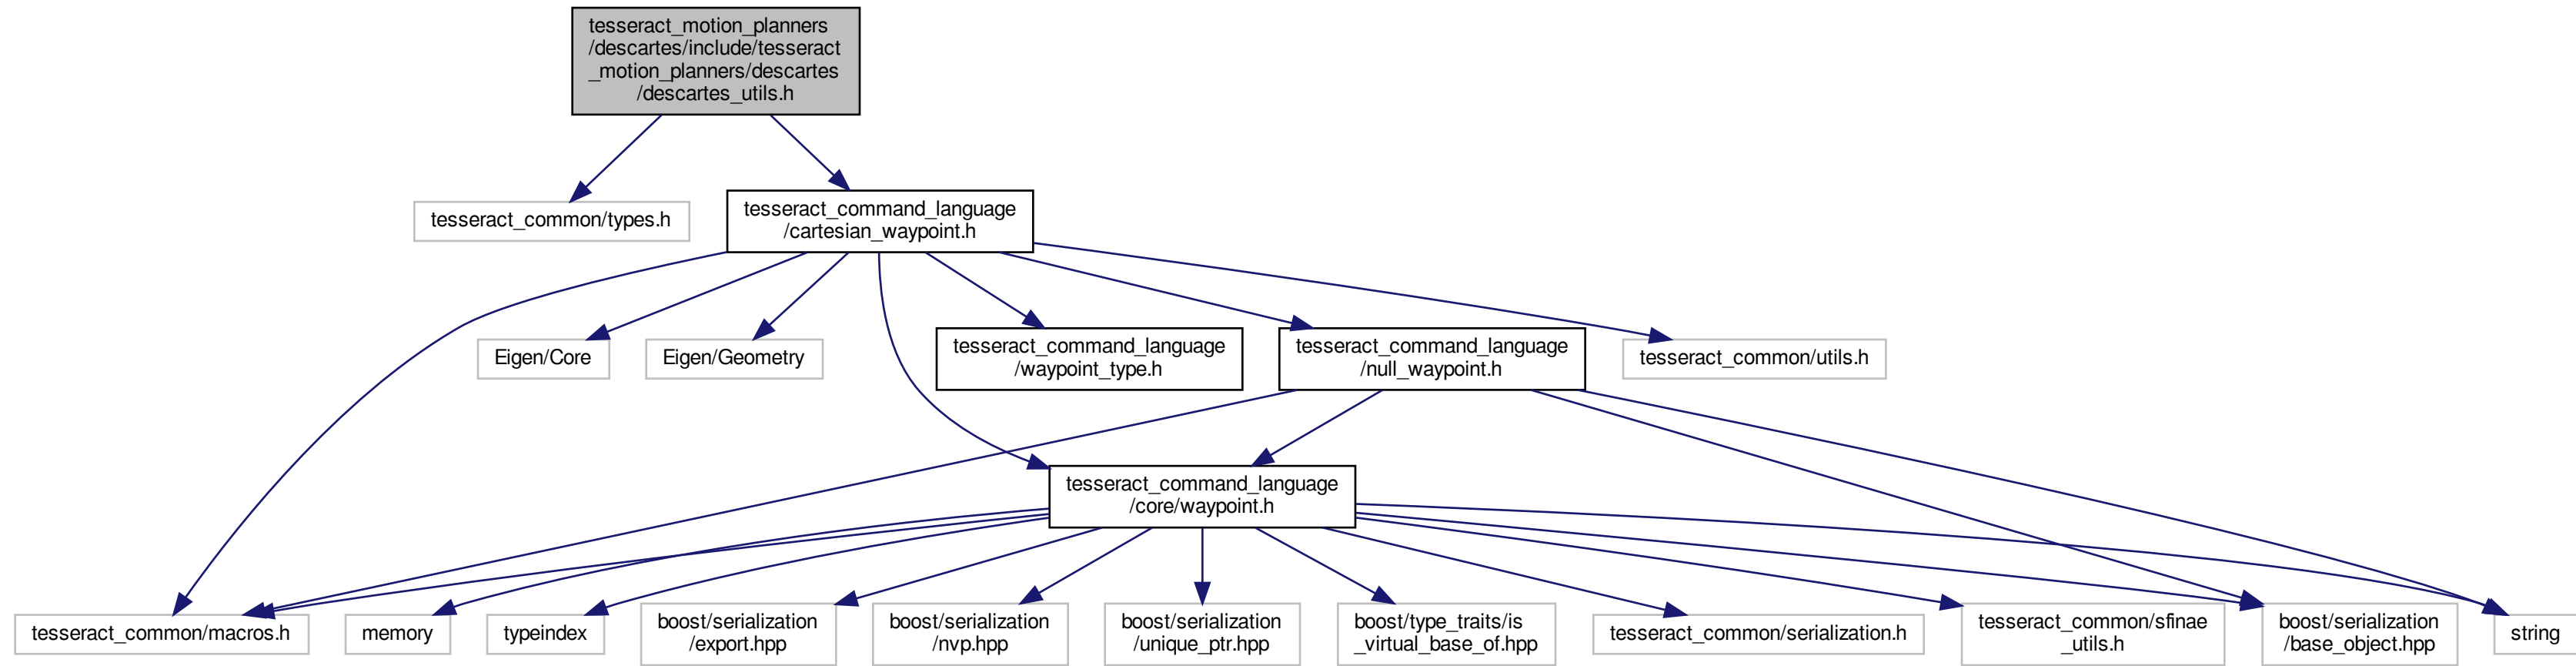 tesseract_motion_planners
/descartes/include/tesseract
_motion_planners/descartes
/descartes_utils.h
tesseract_common/types.h
tesseract_command_language
/cartesian_waypoint.h
Eigen/Core
Eigen/Geometry
tesseract_command_language
/waypoint_type.h
tesseract_command_language
/null_waypoint.h
tesseract_common/utils.h
tesseract_command_language
/core/waypoint.h
tesseract_common/macros.h
memory
typeindex
boost/serialization
/export.hpp
boost/serialization
/nvp.hpp
boost/serialization
/unique_ptr.hpp
boost/type_traits/is
_virtual_base_of.hpp
tesseract_common/serialization.h
tesseract_common/sfinae
_utils.h
boost/serialization
/base_object.hpp
string